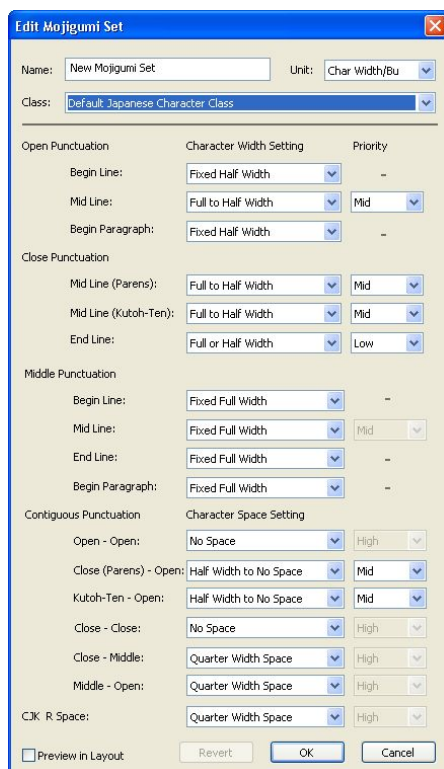 Edit Mojigumi Set
Name: New Mojigumi Set Unit: Char Width/Bu
Class: Default Japanese Character Class
Open Punctuation Character Width Setting Priority
Begin Line: Fixed Half Width –
Mid Line: Full to Half Width Mid
Begin Paragraph: Fixed Half Width –
Close Punctuation
Mid Line (Parens): Full to Half Width Mid
Mid Line (Kutoh-Ten): Full to Half Width Mid
End Line: Full or Half Width Low
Middle Punctuation
Begin Line: Fixed Full Width –
Mid Line: Fixed Full Width Mid
End Line: Fixed Full Width –
Begin Paragraph: Fixed Full Width –
Contiguous Punctuation Character Space Setting
Open - Open: No Space High
Close (Parens) - Open: Half Width to No Space Mid
Kutoh-Ten - Open: Half Width to No Space Mid
Close - Close: No Space High
Close - Middle: Quarter Width Space High
Middle - Open: Quarter Width Space High
CJK R Space: Quarter Width Space High
Preview in Layout Revert OK Cancel